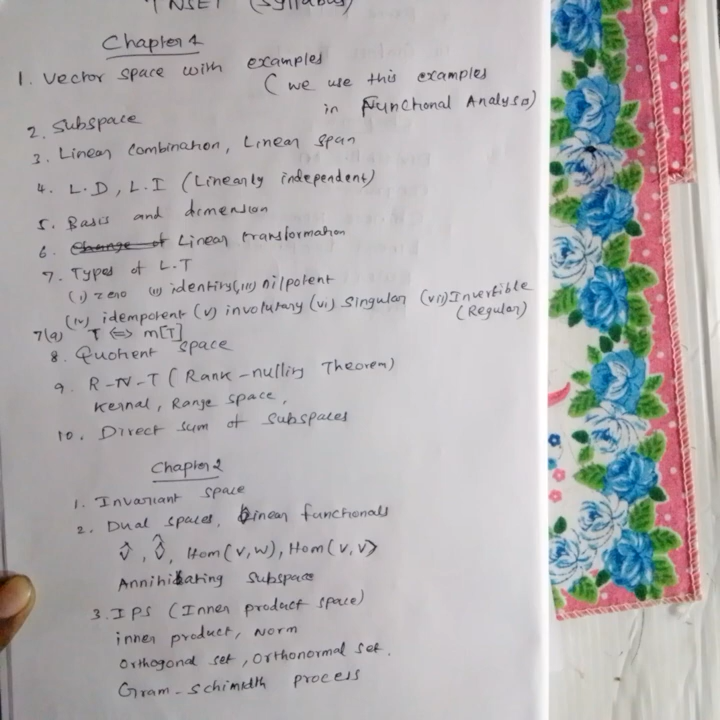 TNSET (Syllabus)
Chapter 1
1. Vector space with examples
( we use this examples
in Functional Analysis)
2. Subspace
3. Linear Combination, Linear span
4. L.D, L.I (Linearly independent)
5. Basis and dimension
6. Change of Linear transformation
7. Types of L.T
(i) zero (ii) identity (iii) nilpotent
(iv) idempotent (v) involutary (vi) Singular (vii) Invertible
(Regular)
7(a) T ⇔ m[T]
8. Quotient space
9. R-N-T ( Rank - nullity Theorem)
Kernal, Range space,
10. Direct sum of subspaces
Chapter 2
1. Invariant space
2. Dual spaces, Linear functionals
V̂, V̂̂, Hom(V,W), Hom(V,V)
Annihilating Subspace
3. IPS (Inner product space)
inner product, Norm
Orthogonal set, Orthonormal set.
Gram-Schimidth process